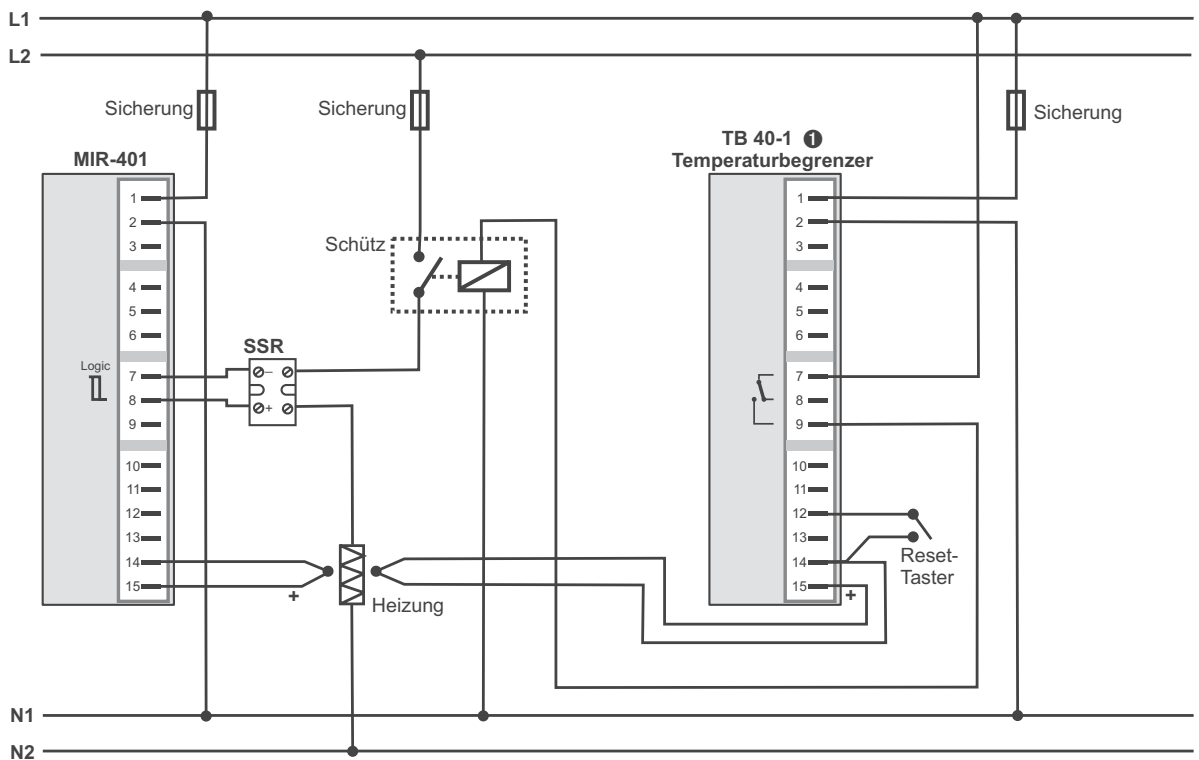 L1
L2
Sicherung
Sicherung
Sicherung
MIR-401
TB 40-1 ❶
Temperaturbegrenzer
1
2
3
4
5
6
7
8
9
10
11
12
13
14
15
Logic
SSR
–
+
Schütz
+
Heizung
1
2
3
4
5
6
7
8
9
10
11
12
13
14
15
+
Reset-
Taster
N1
N2